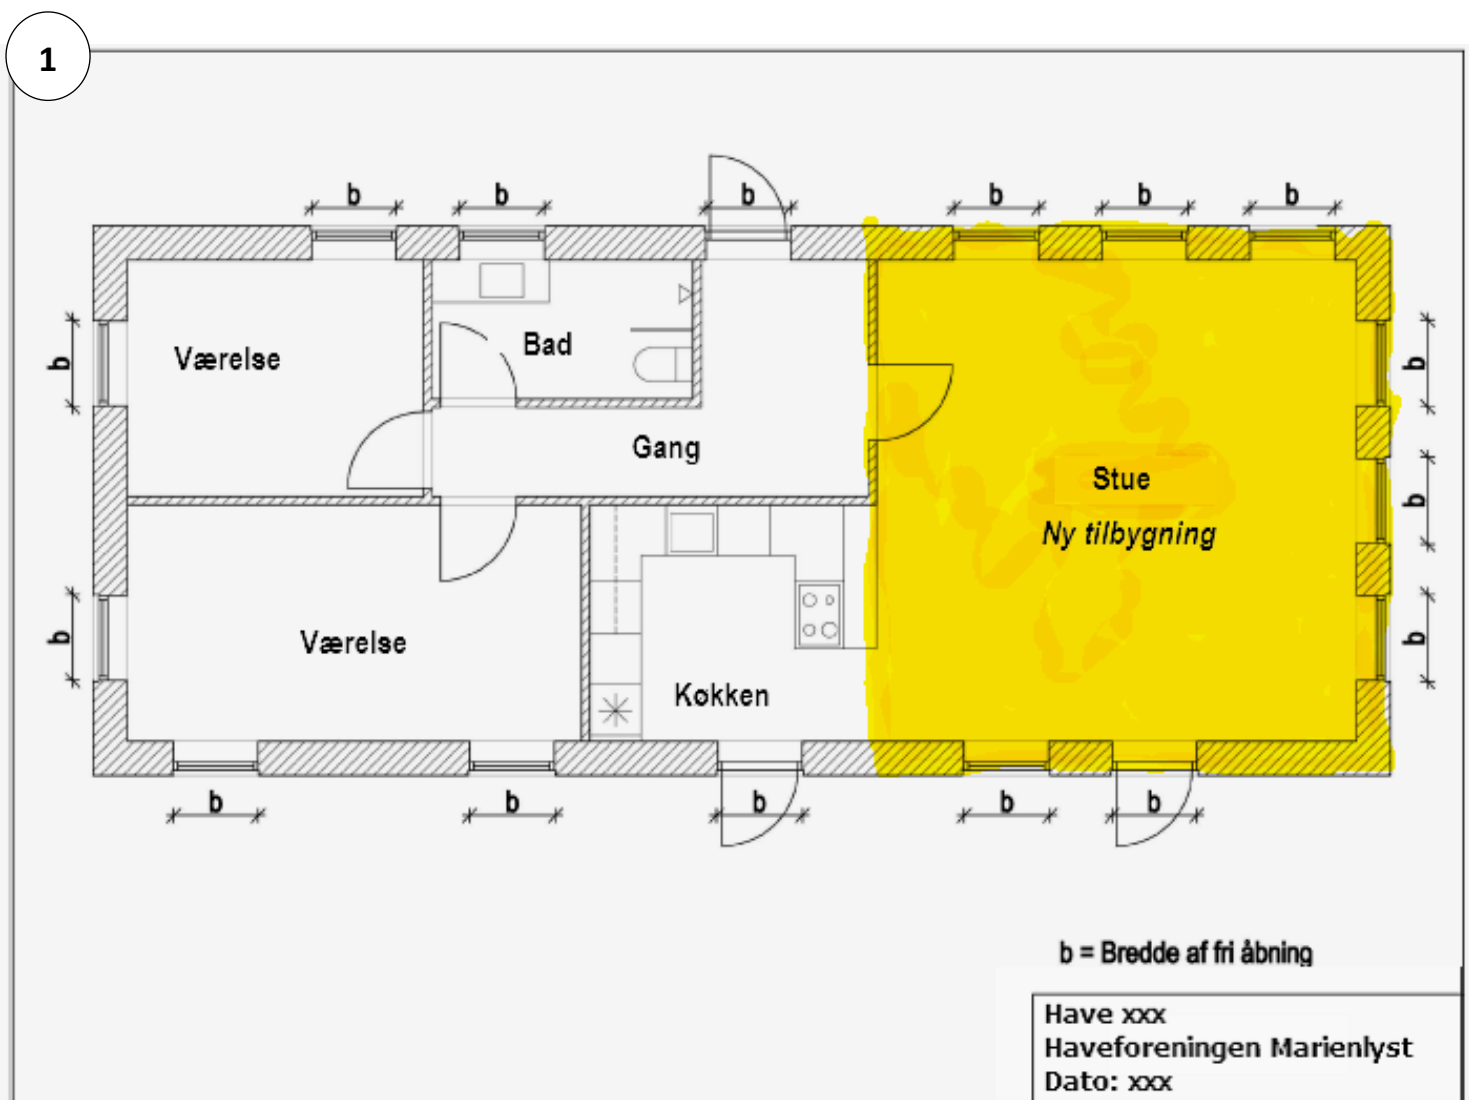 1
b b b b b b
b
Værelse
Bad
b
Gang
Stue
b
Ny tilbygning
b
Værelse
b
Køkken
b b b b b
b = Bredde af fri åbning
Have xxx
Haveforeningen Marienlyst
Dato: xxx